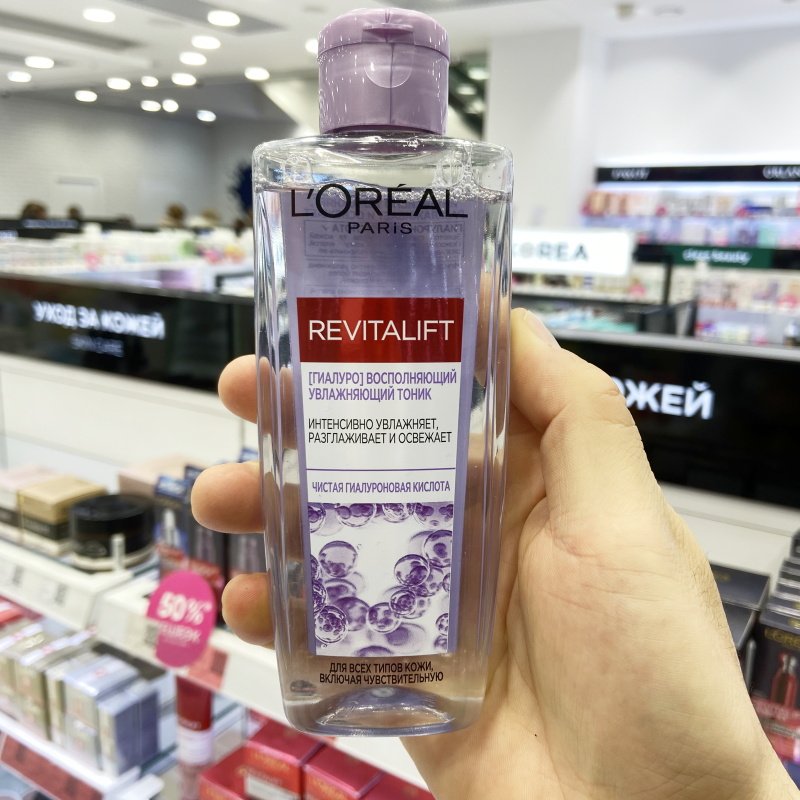 L'ORÉAL
PARIS
REVITALIFT
[ГИАЛУРО] ВОСПОЛНЯЮЩИЙ
УВЛАЖНЯЮЩИЙ ТОНИК
ИНТЕНСИВНО УВЛАЖНЯЕТ,
РАЗГЛАЖИВАЕТ И ОСВЕЖАЕТ
ЧИСТАЯ ГИАЛУРОНОВАЯ КИСЛОТА
ДЛЯ ВСЕХ ТИПОВ КОЖИ,
ВКЛЮЧАЯ ЧУВСТВИТЕЛЬНУЮ
УХОД ЗА КОЖЕЙ
ОЖЕЙ
50%